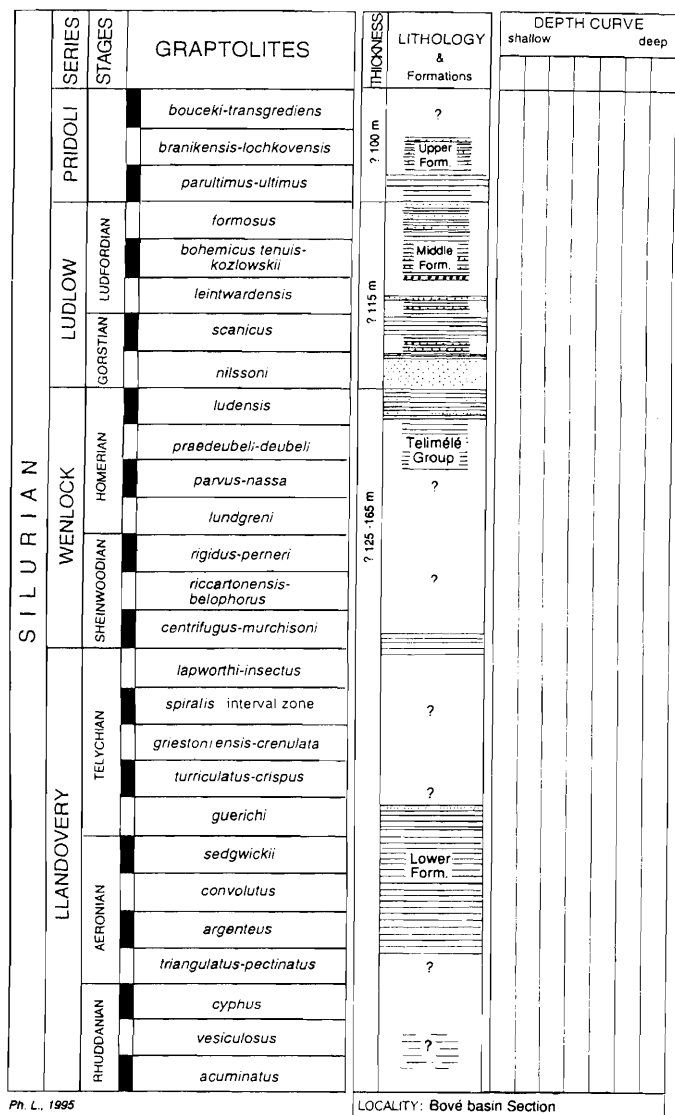 SERIES
STAGES
GRAPTOLITES
THICKNESS
LITHOLOGY
&
Formations
DEPTH CURVE
shallow deep
SILURIAN
PRIDOLI
bouceki-transgrediens
branikensis-lochkovensis
parultimus-ultimus
LUDLOW
LUDFORDIAN
formosus
bohemicus tenuis-
kozlowskii
leintwardensis
GORSTIAN
scanicus
nilssoni
WENLOCK
HOMERIAN
ludensis
praedeubeli-deubeli
parvus-nassa
lundgreni
SHEINWOODIAN
rigidus-perneri
riccartonensis-
belophorus
centrifugus-murchisoni
LLANDOVERY
TELYCHIAN
lapworthi-insectus
spiralis interval zone
griestoniensis-crenulata
turriculatus-crispus
guerichi
AERONIAN
sedgwickii
convolutus
argenteus
triangulatus-pectinatus
RHUDDANIAN
cyphus
vesiculosus
acuminatus
? 100 m
? 115 m
? 125-165 m
?
Upper
Form.
Middle
Form.
Telimélé
Group
?
?
?
?
Lower
Form.
?
?
Ph. L., 1995
LOCALITY: Bové basin Section